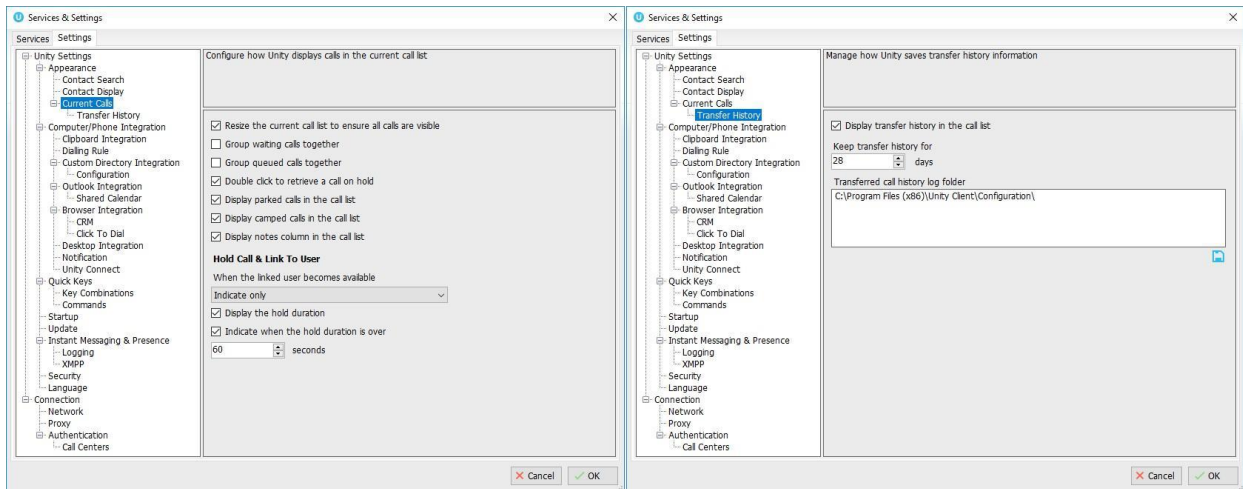 Services & Settings
Services Settings
Unity Settings
Appearance
Contact Search
Contact Display
Current Calls
Transfer History
Computer/Phone Integration
Clipboard Integration
Dialling Rule
Custom Directory Integration
Configuration
Outlook Integration
Shared Calendar
Browser Integration
CRM
Click To Dial
Desktop Integration
Notification
Unity Connect
Quick Keys
Key Combinations
Commands
Startup
Update
Instant Messaging & Presence
Logging
XMPP
Security
Language
Connection
Network
Proxy
Authentication
Call Centers
Configure how Unity displays calls in the current call list
Resize the current call list to ensure all calls are visible
Group waiting calls together
Group queued calls together
Double click to retrieve a call on hold
Display parked calls in the call list
Display camped calls in the call list
Display notes column in the call list
Hold Call & Link To User
When the linked user becomes available
Indicate only
Display the hold duration
Indicate when the hold duration is over
60 seconds
Cancel OK
Services & Settings
Services Settings
Unity Settings
Appearance
Contact Search
Contact Display
Current Calls
Transfer History
Computer/Phone Integration
Clipboard Integration
Dialling Rule
Custom Directory Integration
Configuration
Outlook Integration
Shared Calendar
Browser Integration
CRM
Click To Dial
Desktop Integration
Notification
Unity Connect
Quick Keys
Key Combinations
Commands
Startup
Update
Instant Messaging & Presence
Logging
XMPP
Security
Language
Connection
Network
Proxy
Authentication
Call Centers
Manage how Unity saves transfer history information
Display transfer history in the call list
Keep transfer history for
28 days
Transferred call history log folder
C:\Program Files (x86)\Unity Client\Configuration\
Cancel OK